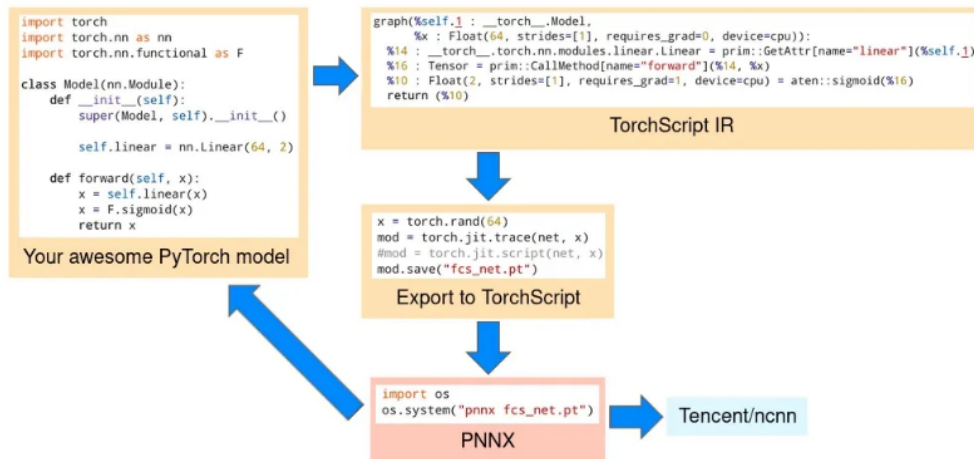 import torch
import torch.nn as nn
import torch.nn.functional as F
class Model(nn.Module):
def __init__(self):
super(Model, self).__init__()
self.linear = nn.Linear(64, 2)
def forward(self, x):
x = self.linear(x)
x = F.sigmoid(x)
return x
Your awesome PyTorch model
graph(%self.1 : __torch__.Model,
%x : Float(64, strides=[1], requires_grad=0, device=cpu)):
%14 : __torch__.torch.nn.modules.linear.Linear = prim::GetAttr[name="linear"](%self.1)
%16 : Tensor = prim::CallMethod[name="forward"](%14, %x)
%10 : Float(2, strides=[1], requires_grad=1, device=cpu) = aten::sigmoid(%16)
return (%10)
TorchScript IR
x = torch.rand(64)
mod = torch.jit.trace(net, x)
#mod = torch.jit.script(net, x)
mod.save("fcs_net.pt")
Export to TorchScript
import os
os.system("pnnx fcs_net.pt")
PNNX
Tencent/ncnn